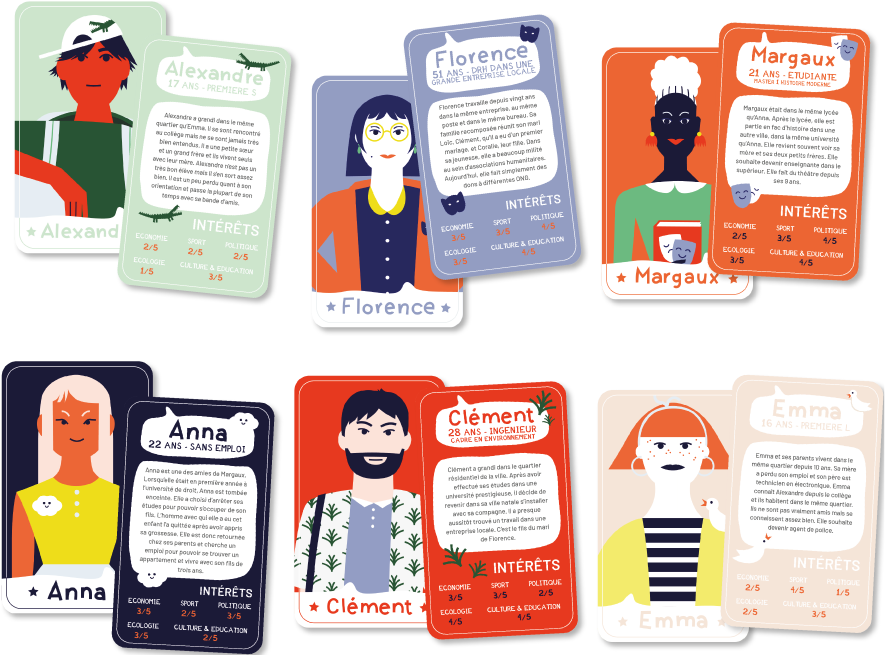 Alexandre
17 ANS - PREMIERE S
Alexandre a grandi dans le même
quartier qu'Emma. Il se sont rencontré
au collège mais ne se sont jamais très
bien entendus. Il a une petite sœur
et un grand frère et ils vivent seuls
avec leur mère. Alexandre n'est pas un
très bon élève mais il s'en sort assez
bien. Il est un peu perdu quant à son
orientation et passe la plupart de son
temps avec sa bande d'amis.
INTÉRÊTS
ECONOMIE
2/5
SPORT
2/5
POLITIQUE
2/5
ECOLOGIE
1/5
CULTURE & EDUCATION
3/5
Alexand
Florence
51 ANS - DRH DANS UNE
GRANDE ENTREPRISE LOCALE
Florence travaille depuis vingt ans
dans la même entreprise, au même
poste et dans le même bureau. Sa
famille recomposée réunit son mari
Loïc, Clément, qu'il a eu d'un premier
mariage, et Coralie, leur fille. Dans
sa jeunesse, elle a beaucoup milité
au sein d'associations humanitaires.
Aujourd'hui, elle fait simplement des
dons à différentes ONG.
INTÉRÊTS
ECONOMIE
3/5
SPORT
3/5
POLITIQUE
4/5
ECOLOGIE
3/5
CULTURE & EDUCATION
4/5
Florence
Margaux
21 ANS - ETUDIANTE
MASTER 1 HISTOIRE MODERNE
Margaux était dans le même lycée
qu'Anna. Après le lycée, elle est
partie en fac d'histoire dans une
autre ville, dans la même université
qu'Anna. Elle revient souvent voir sa
mère et ses deux petits frères. Elle
souhaite devenir enseignante dans le
supérieur. Elle fait du théâtre depuis
ses 9 ans.
INTÉRÊTS
ECONOMIE
2/5
SPORT
3/5
POLITIQUE
4/5
ECOLOGIE
3/5
CULTURE & EDUCATION
4/5
Margaux
Anna
22 ANS - SANS EMPLOI
Anna est une des amies de Margaux.
Lorsqu'elle était en première année à
l'université de droit, Anna est tombée
enceinte. Elle a choisi d'arrêter ses
études pour pouvoir s'occuper de son
fils. L'homme avec qui elle a eu cet
enfant l'a quittée après avoir appris
sa grossesse. Elle est donc retournée
chez ses parents et cherche un
emploi pour pouvoir se trouver un
appartement et vivre avec son fils de
trois ans.
INTÉRÊTS
ECONOMIE
3/5
SPORT
2/5
POLITIQUE
3/5
ECOLOGIE
3/5
CULTURE & EDUCATION
2/5
Anna
Clément
28 ANS - INGENIEUR
CADRE EN ENVIRONNEMENT
Clément a grandi dans le quartier
résidentiel de la ville. Après avoir
effectué ses études dans une
université prestigieuse, il décide de
revenir dans sa ville natale s'installer
avec sa compagne. Il a presque
aussitôt trouvé un travail dans une
entreprise locale. C'est le fils du mari
de Florence.
INTÉRÊTS
ECONOMIE
3/5
SPORT
3/5
POLITIQUE
2/5
ECOLOGIE
4/5
CULTURE & EDUCATION
4/5
Clément
Emma
16 ANS - PREMIERE L
Emma et ses parents vivent dans le
même quartier depuis 10 ans. Sa mère
a perdu son emploi et son père est
technicien en électronique. Emma
connaît Alexandre depuis le collège
et ils habitent dans le même quartier.
Ils ne sont pas vraiment amis mais se
connaissent assez bien. Elle souhaite
devenir agent de police.
INTÉRÊTS
ECONOMIE
2/5
SPORT
4/5
POLITIQUE
1/5
ECOLOGIE
2/5
CULTURE & EDUCATION
3/5
Emma